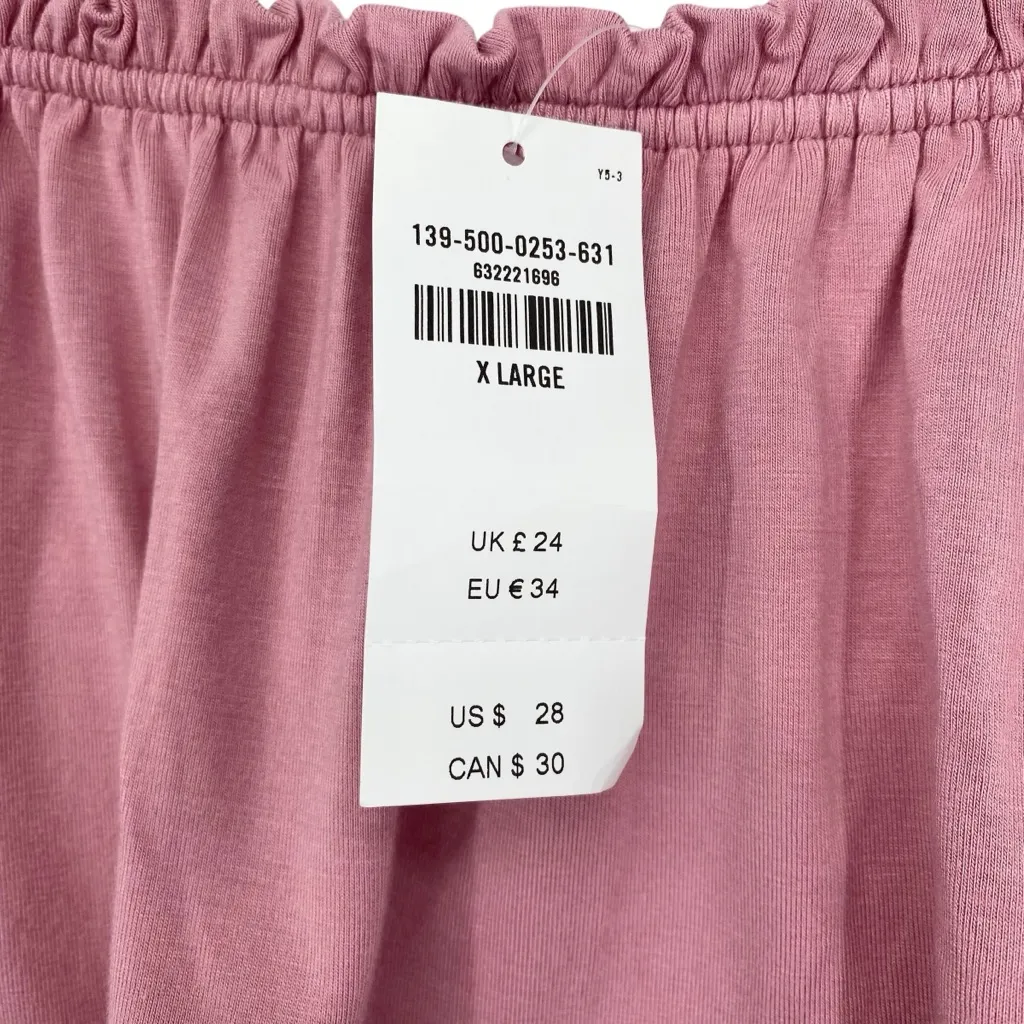 Y5-3
139-500-0253-631
632221696
X LARGE
UK £ 24
EU € 34
US $ 28
CAN $ 30